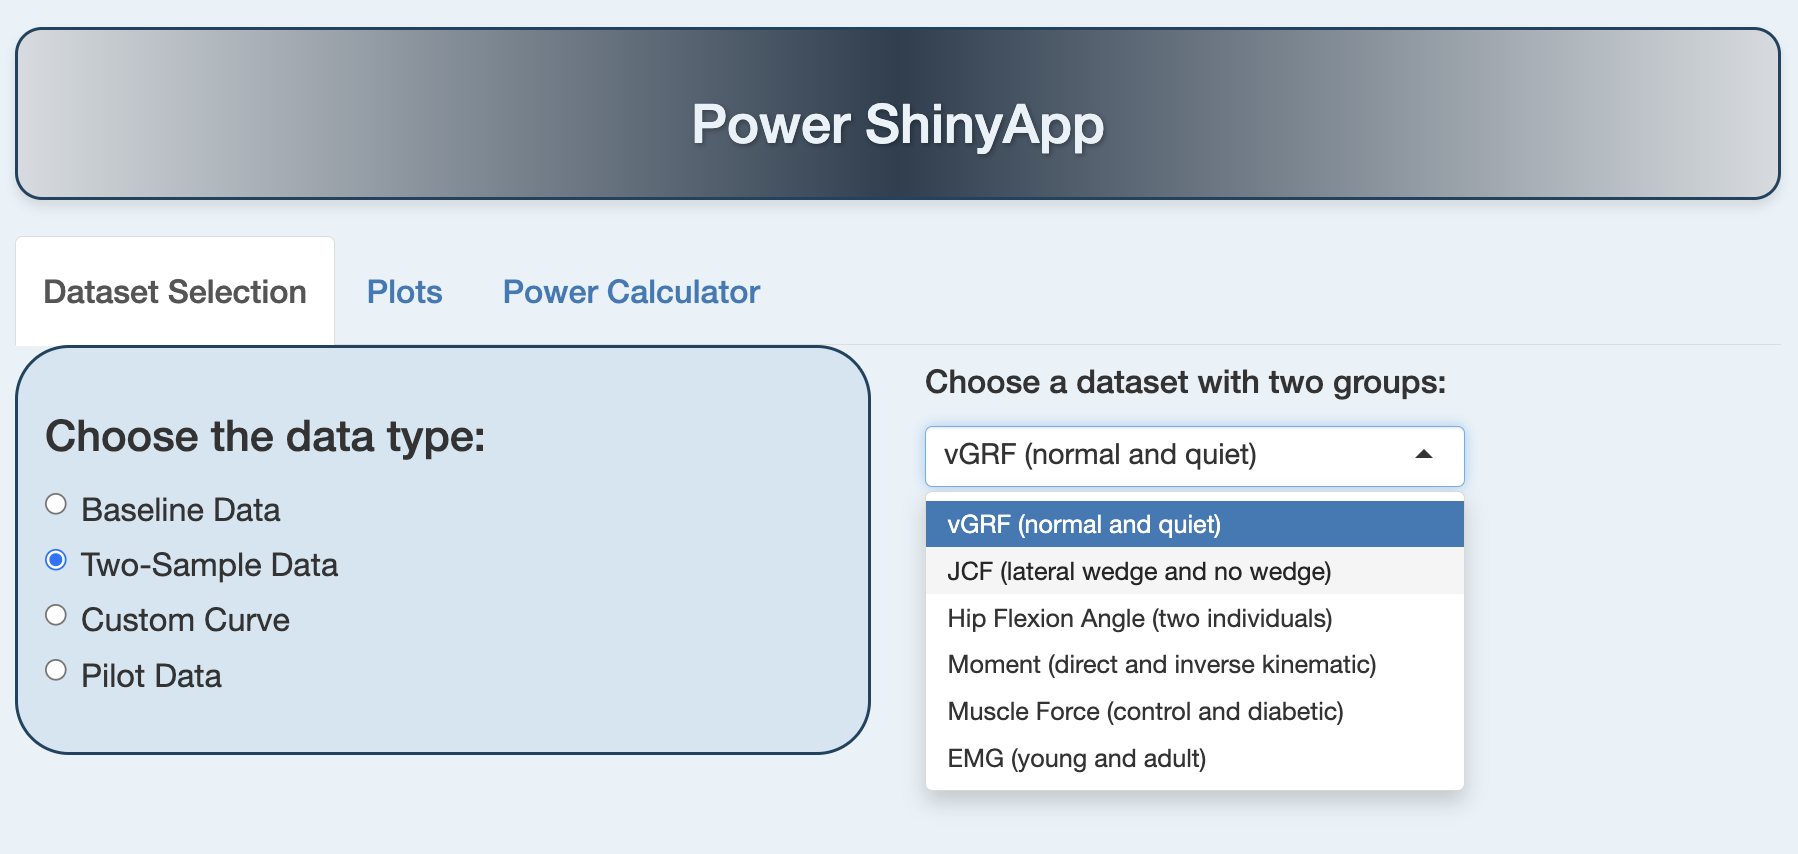 Power ShinyApp
Dataset Selection
Plots
Power Calculator
Choose the data type:
Baseline Data
Two-Sample Data
Custom Curve
Pilot Data
Choose a dataset with two groups:
vGRF (normal and quiet)
vGRF (normal and quiet)
JCF (lateral wedge and no wedge)
Hip Flexion Angle (two individuals)
Moment (direct and inverse kinematic)
Muscle Force (control and diabetic)
EMG (young and adult)